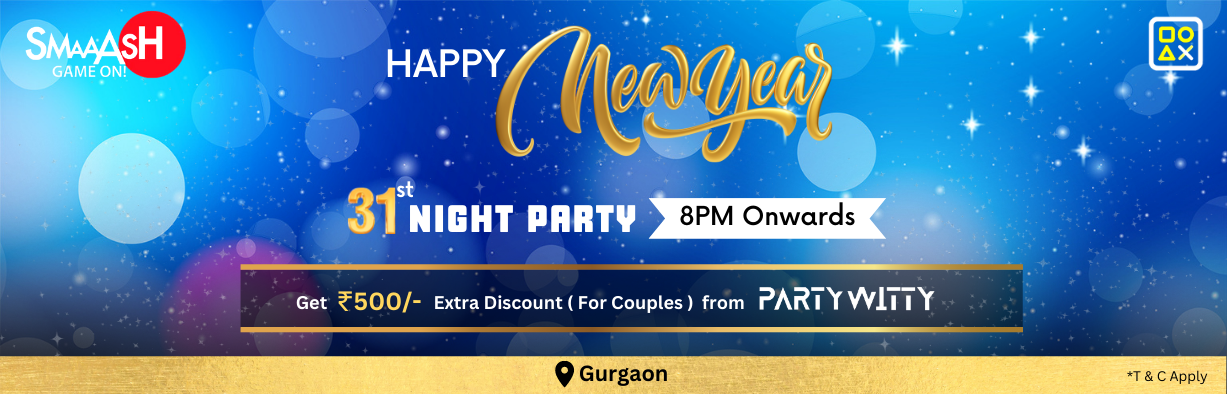 SMAAASH
GAME ON!
HAPPY New Year
31st NIGHT PARTY 8PM Onwards
Get ₹500/- Extra Discount ( For Couples ) from PARTYWITTY
Gurgaon
*T & C Apply